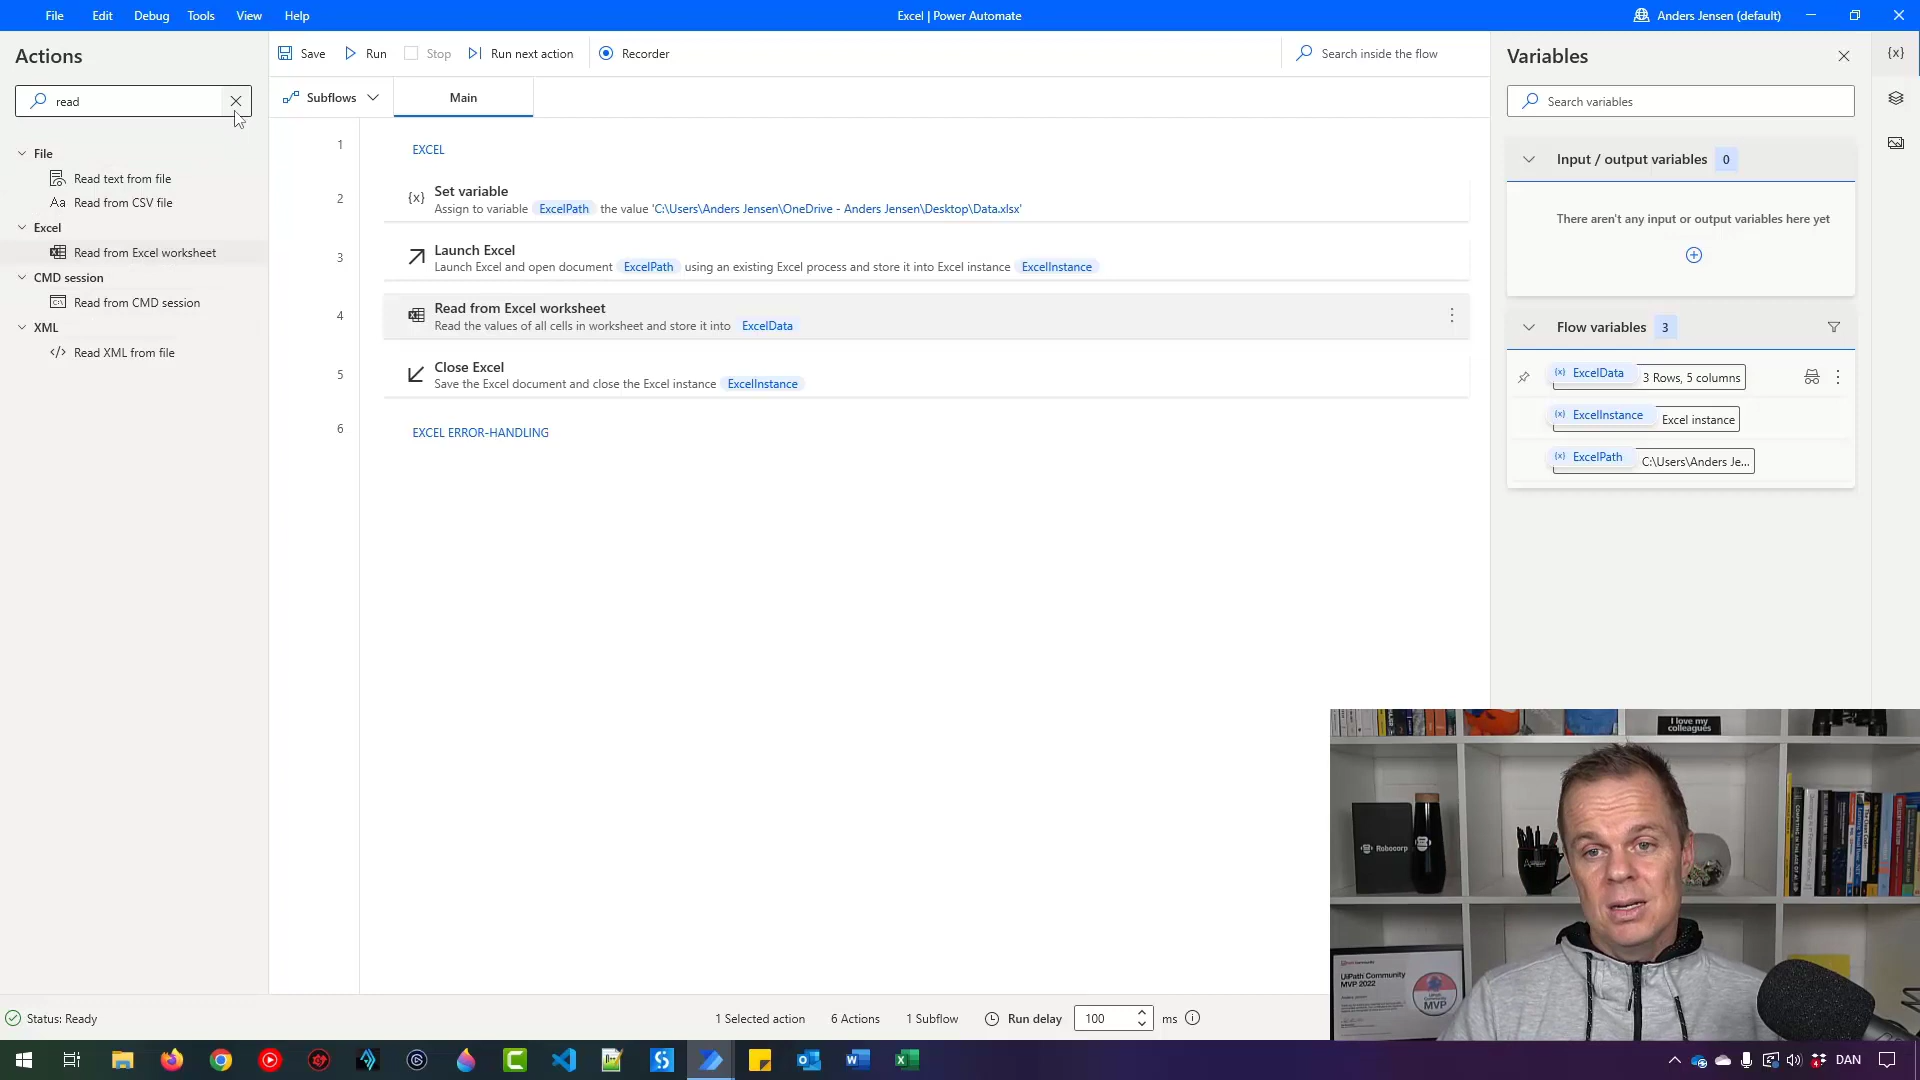 File Edit Debug Tools View Help
Excel | Power Automate
Anders Jensen (default)
Actions
read
File
Read text from file
Aa Read from CSV file
Excel
Read from Excel worksheet
CMD session
Read from CMD session
XML
Read XML from file
Save Run Stop Run next action Recorder
Search inside the flow
Subflows
Main
1 EXCEL
2 {x} Set variable
Assign to variable ExcelPath the value 'C:\Users\Anders Jensen\OneDrive - Anders Jensen\Desktop\Data.xlsx'
3 Launch Excel
Launch Excel and open document ExcelPath using an existing Excel process and store it into Excel instance ExcelInstance
4 Read from Excel worksheet
Read the values of all cells in worksheet and store it into ExcelData
5 Close Excel
Save the Excel document and close the Excel instance ExcelInstance
6 EXCEL ERROR-HANDLING
Variables
{x}
Search variables
Input / output variables 0
There aren't any input or output variables here yet
Flow variables 3
(x) ExcelData 3 Rows, 5 columns
(x) ExcelInstance Excel instance
(x) ExcelPath C:\Users\Anders Je...
I love my
colleagues
Robocorp
UiPath Community
MVP 2022
MVP
Status: Ready
1 Selected action 6 Actions 1 Subflow Run delay 100 ms
DAN